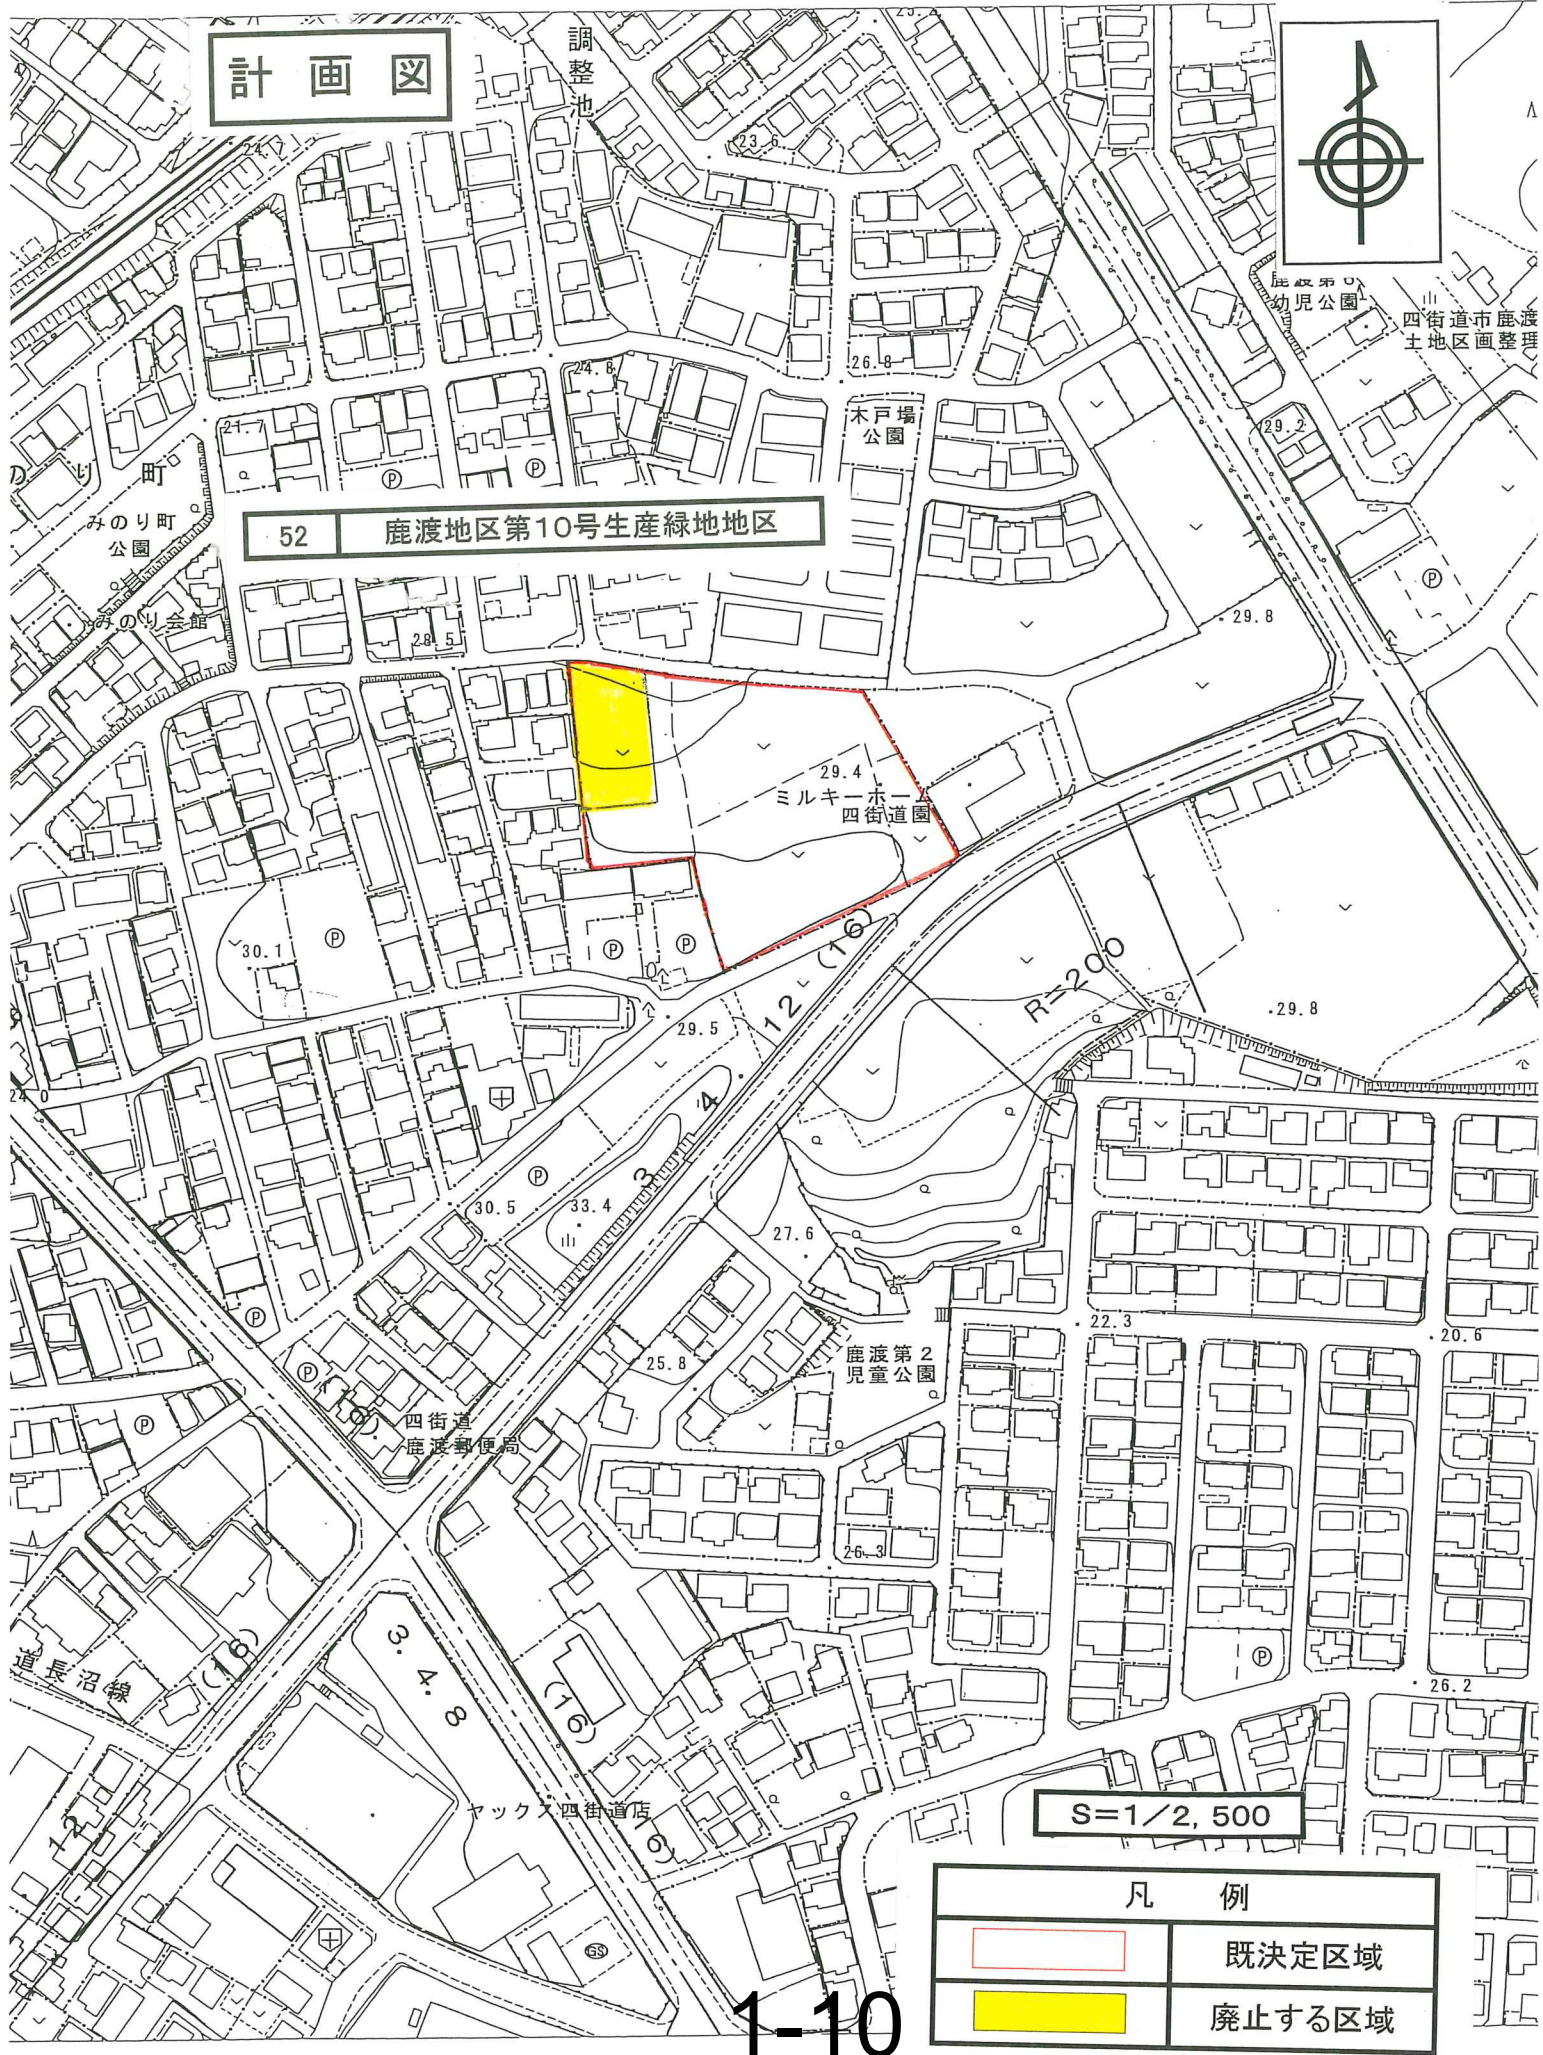 計画図
調整池
23.6
24.7
鹿渡第6
幼児公園
四街道市鹿渡
土地区画整理
24.8
26.8
木戸場
公園
21.7
29.2
のり町
みのり町
公園
52 鹿渡地区第10号生産緑地地区
みのり会館
28.5
29.8
29.4
ミルキーホーム
四街道園
30.1
29.5
(16)
12
4
3
R=200
29.8
24.0
30.5
33.4
27.6
22.3
20.6
25.8
鹿渡第2
児童公園
四街道
鹿渡郵便局
26.3
道長沼線
(16)
3.4.8
(16)
26.2
12
ヤックス四街道店
S=1/2,500
凡例
既決定区域
廃止する区域
1-10